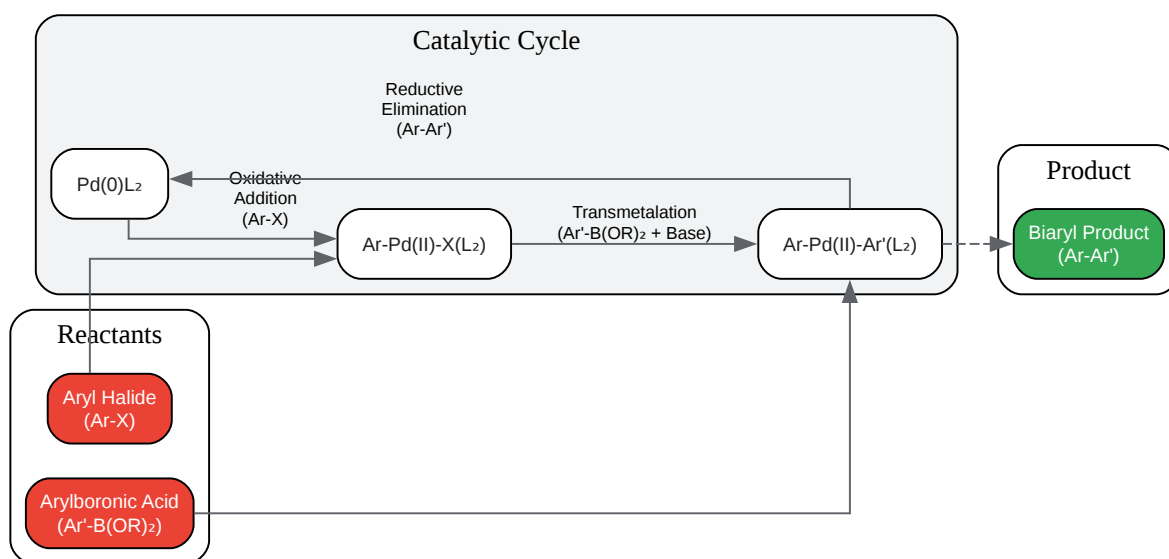 Catalytic Cycle
Reductive
Elimination
(Ar-Ar')
Pd(0)L₂
Oxidative
Addition
(Ar-X)
Ar-Pd(II)-X(L₂)
Transmetalation
(Ar'-B(OR)₂ + Base)
Ar-Pd(II)-Ar'(L₂)
Product
Biaryl Product
(Ar-Ar')
Reactants
Aryl Halide
(Ar-X)
Arylboronic Acid
(Ar'-B(OR)₂)